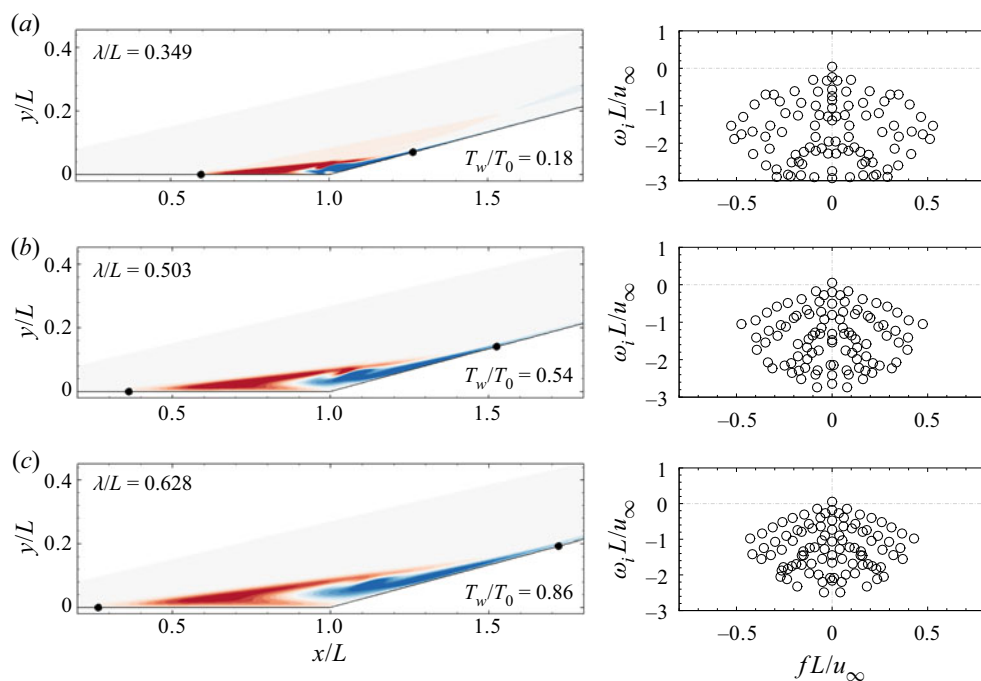 (a)
λ/L = 0.349
T_w/T_0 = 0.18
y/L
0.4
0.2
0
0.5 1.0 1.5
ω_i L/u_∞
1
0
−1
−2
−3
−0.5 0 0.5
(b)
λ/L = 0.503
T_w/T_0 = 0.54
y/L
0.4
0.2
0
0.5 1.0 1.5
ω_i L/u_∞
1
0
−1
−2
−3
−0.5 0 0.5
(c)
λ/L = 0.628
T_w/T_0 = 0.86
y/L
0.4
0.2
0
0.5 1.0 1.5
x/L
ω_i L/u_∞
1
0
−1
−2
−3
−0.5 0 0.5
fL/u_∞